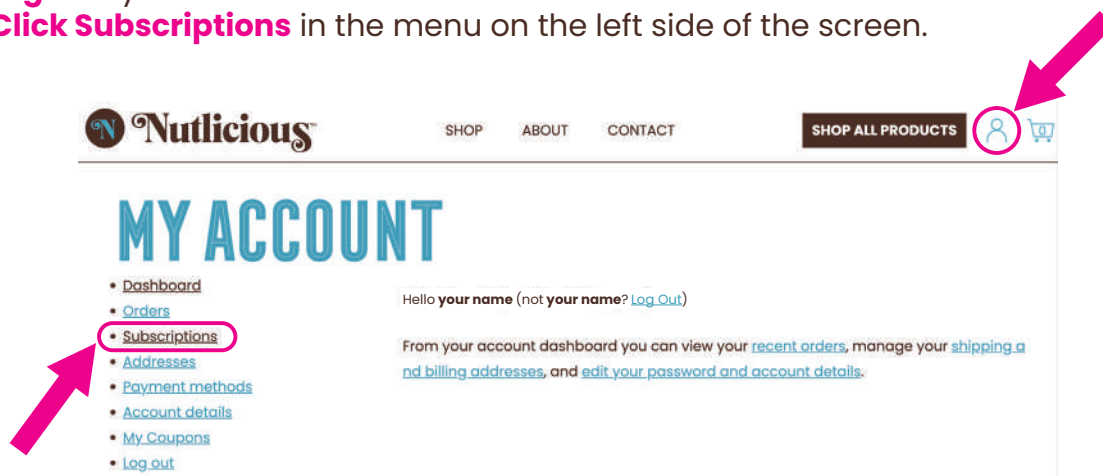 Click Subscriptions in the menu on the left side of the screen.
N Nutlicious
SHOP ABOUT CONTACT SHOP ALL PRODUCTS 0
MY ACCOUNT
• Dashboard
• Orders
• Subscriptions
• Addresses
• Payment methods
• Account details
• My Coupons
• Log out
Hello your name (not your name? Log Out)
From your account dashboard you can view your recent orders, manage your shipping a
nd billing addresses, and edit your password and account details.